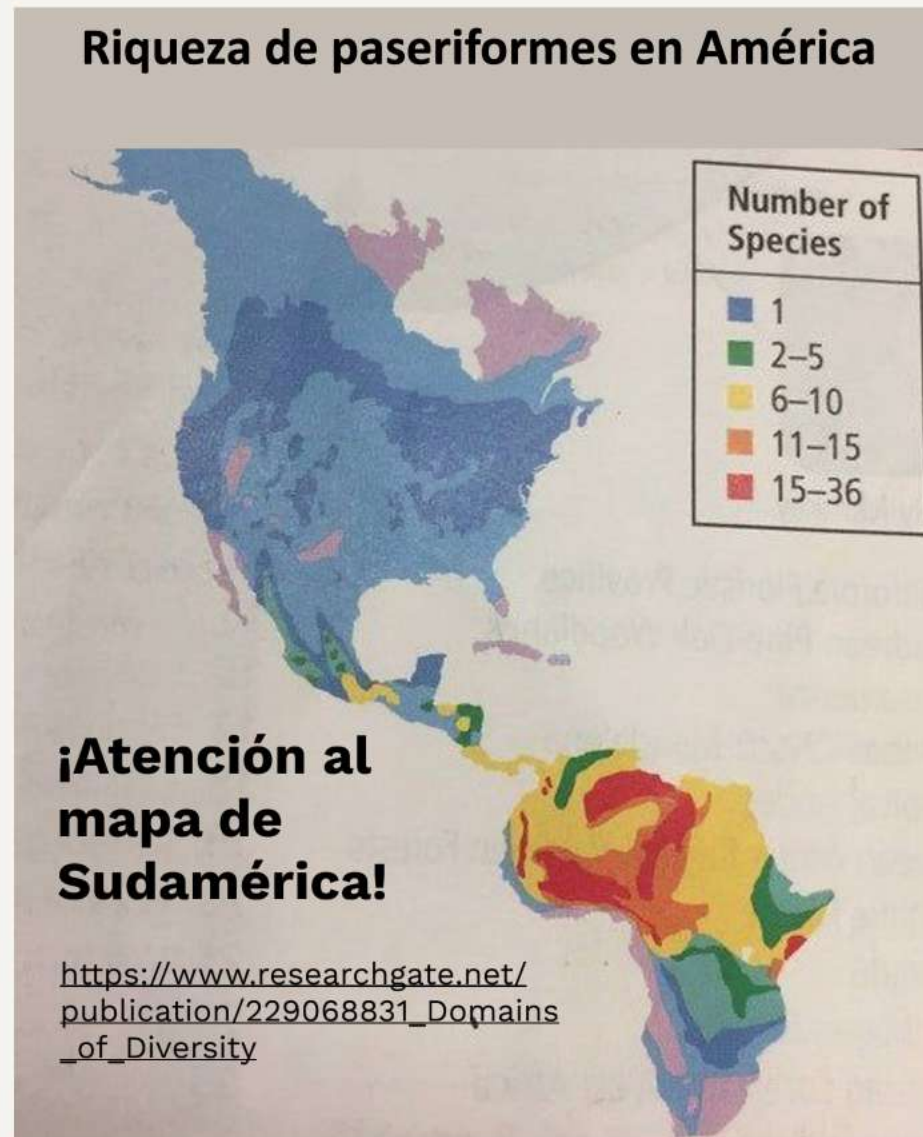 Riqueza de paseriformes en América
Number of
Species
1
2–5
6–10
11–15
15–36
¡Atención al
mapa de
Sudamérica!
https://www.researchgate.net/
publication/229068831_Domains
_of_Diversity